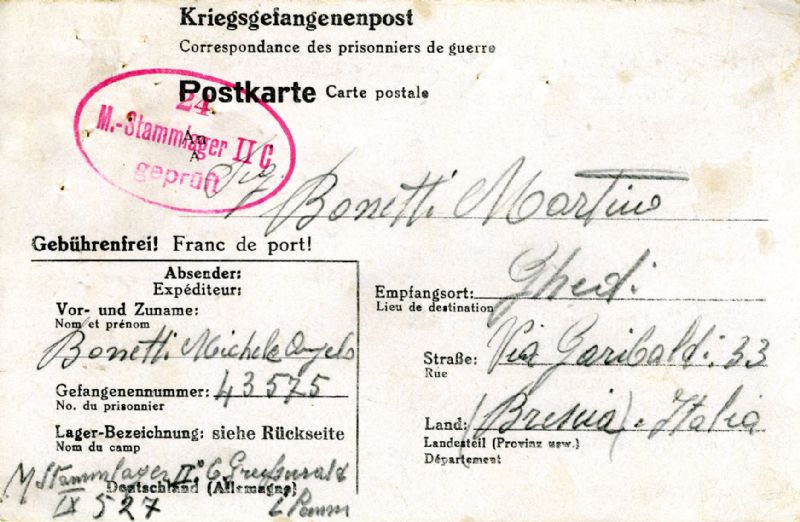 Kriegsgefangenenpost
Correspondance des prisonniers de guerre
Postkarte Carte postale
24
M.-Stammlager II C
geprüft
An
A
Sig.
Bonetti Martino
Gebührenfrei! Franc de port!
Absender:
Expéditeur:
Vor- und Zuname:
Nom et prénom
Bonetti Michele Angelo
Gefangenennummer: 43575
No. du prisonnier
Lager-Bezeichnung: siehe Rückseite
Nom du camp
M Stammlager II° C
Deutschland (Allemagne)
IX 527
Empfangsort: Ghedi
Lieu de destination
Straße: Via Garibaldi: 33
Rue
Land: (Brescia) - Italia
Landesteil (Provinz usw.)
Département